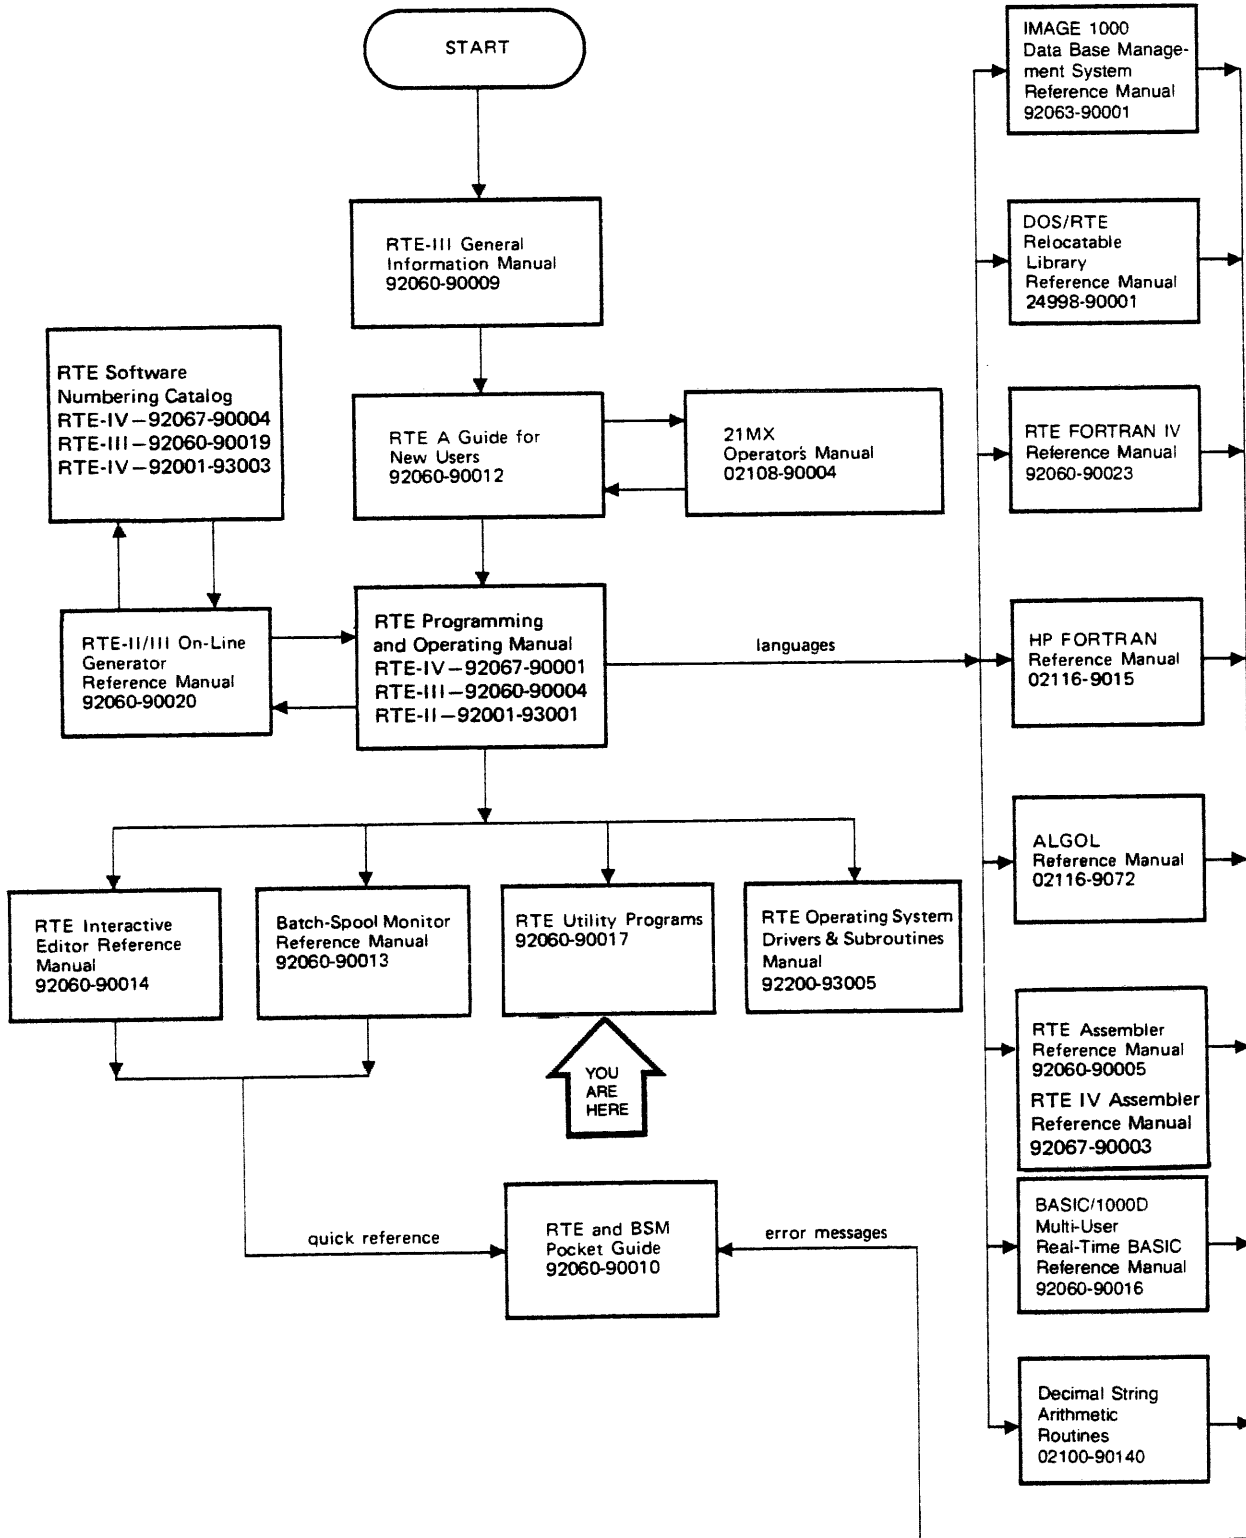 START
RTE-III General
Information Manual
92060-90009
RTE Software
Numbering Catalog
RTE-IV–92067-90004
RTE-III–92060-90019
RTE-IV–92001-93003
RTE A Guide for
New Users
92060-90012
21MX
Operator's Manual
02108-90004
RTE-II/III On-Line
Generator
Reference Manual
92060-90020
RTE Programming
and Operating Manual
RTE-IV–92067-90001
RTE-III–92060-90004
RTE-II–92001-93001
languages
RTE Interactive
Editor Reference
Manual
92060-90014
Batch-Spool Monitor
Reference Manual
92060-90013
RTE Utility Programs
92060-90017
RTE Operating System
Drivers & Subroutines
Manual
92200-93005
YOU
ARE
HERE
quick reference
RTE and BSM
Pocket Guide
92060-90010
error messages
IMAGE 1000
Data Base Manage-
ment System
Reference Manual
92063-90001
DOS/RTE
Relocatable
Library
Reference Manual
24998-90001
RTE FORTRAN IV
Reference Manual
92060-90023
HP FORTRAN
Reference Manual
02116-9015
ALGOL
Reference Manual
02116-9072
RTE Assembler
Reference Manual
92060-90005
RTE IV Assembler
Reference Manual
92067-90003
BASIC/1000D
Multi-User
Real-Time BASIC
Reference Manual
92060-90016
Decimal String
Arithmetic
Routines
02100-90140